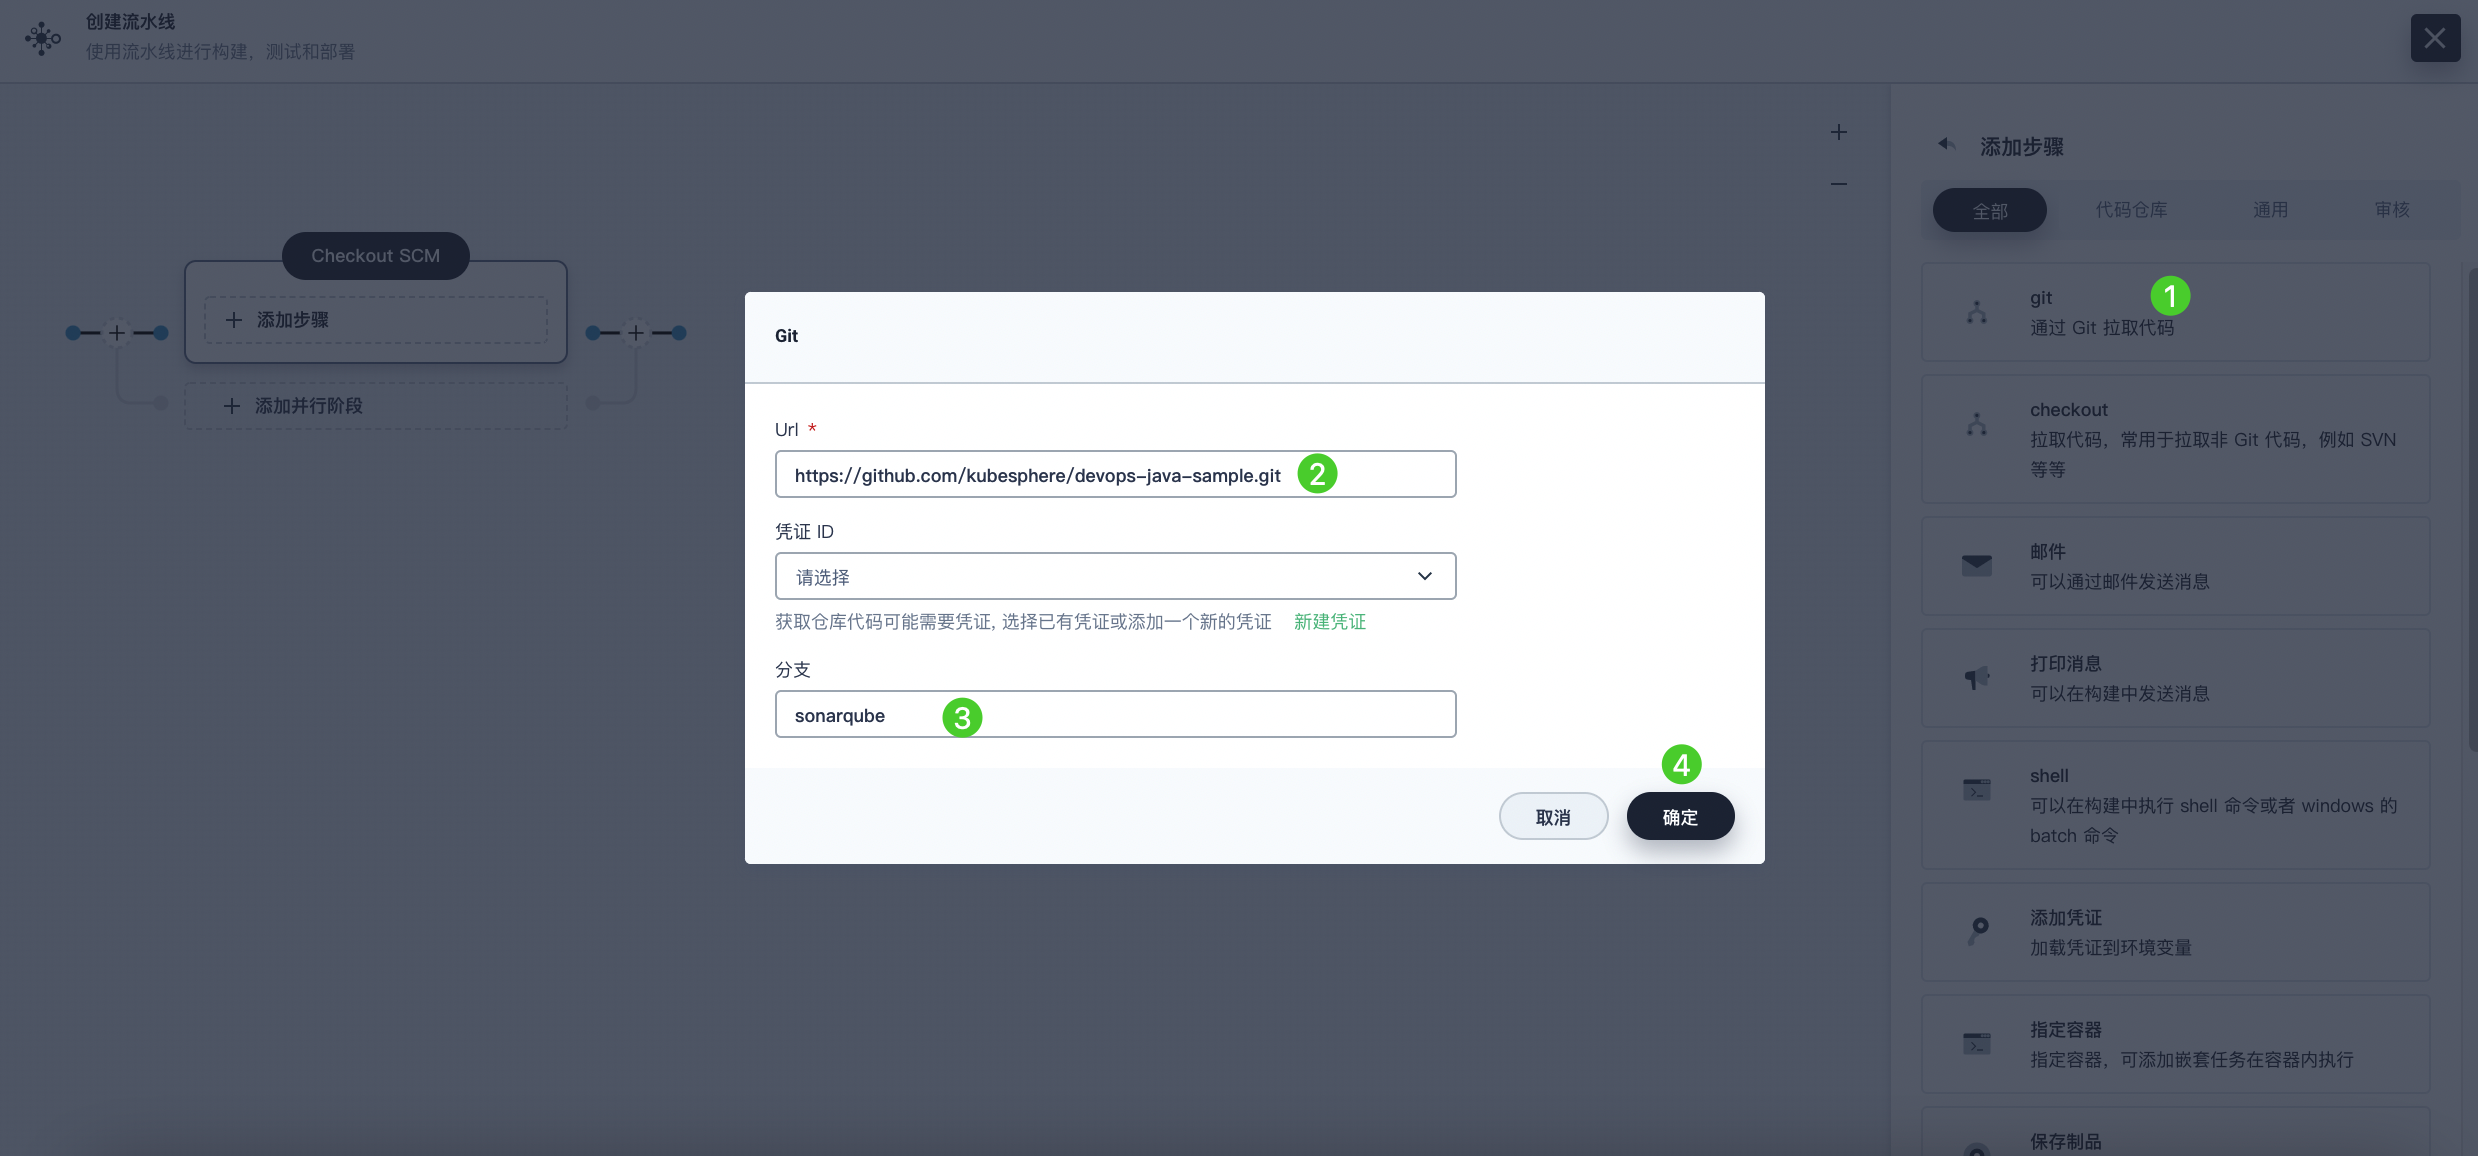 创建流水线
使用流水线进行构建，测试和部署
Checkout SCM
添加步骤
添加并行阶段
Git
Url *
https://github.com/kubesphere/devops-java-sample.git
2
凭证 ID
请选择
获取仓库代码可能需要凭证, 选择已有凭证或添加一个新的凭证 新建凭证
分支
sonarqube
3
4
取消
确定
添加步骤
全部
代码仓库
通用
审核
git
1
通过 Git 拉取代码
checkout
拉取代码，常用于拉取非 Git 代码，例如 SVN
等等
邮件
可以通过邮件发送消息
打印消息
可以在构建中发送消息
shell
可以在构建中执行 shell 命令或者 windows 的
batch 命令
添加凭证
加载凭证到环境变量
指定容器
指定容器，可添加嵌套任务在容器内执行
保存制品